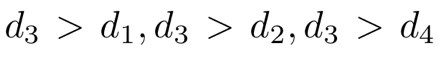 d₃ > d₁, d₃ > d₂, d₃ > d₄